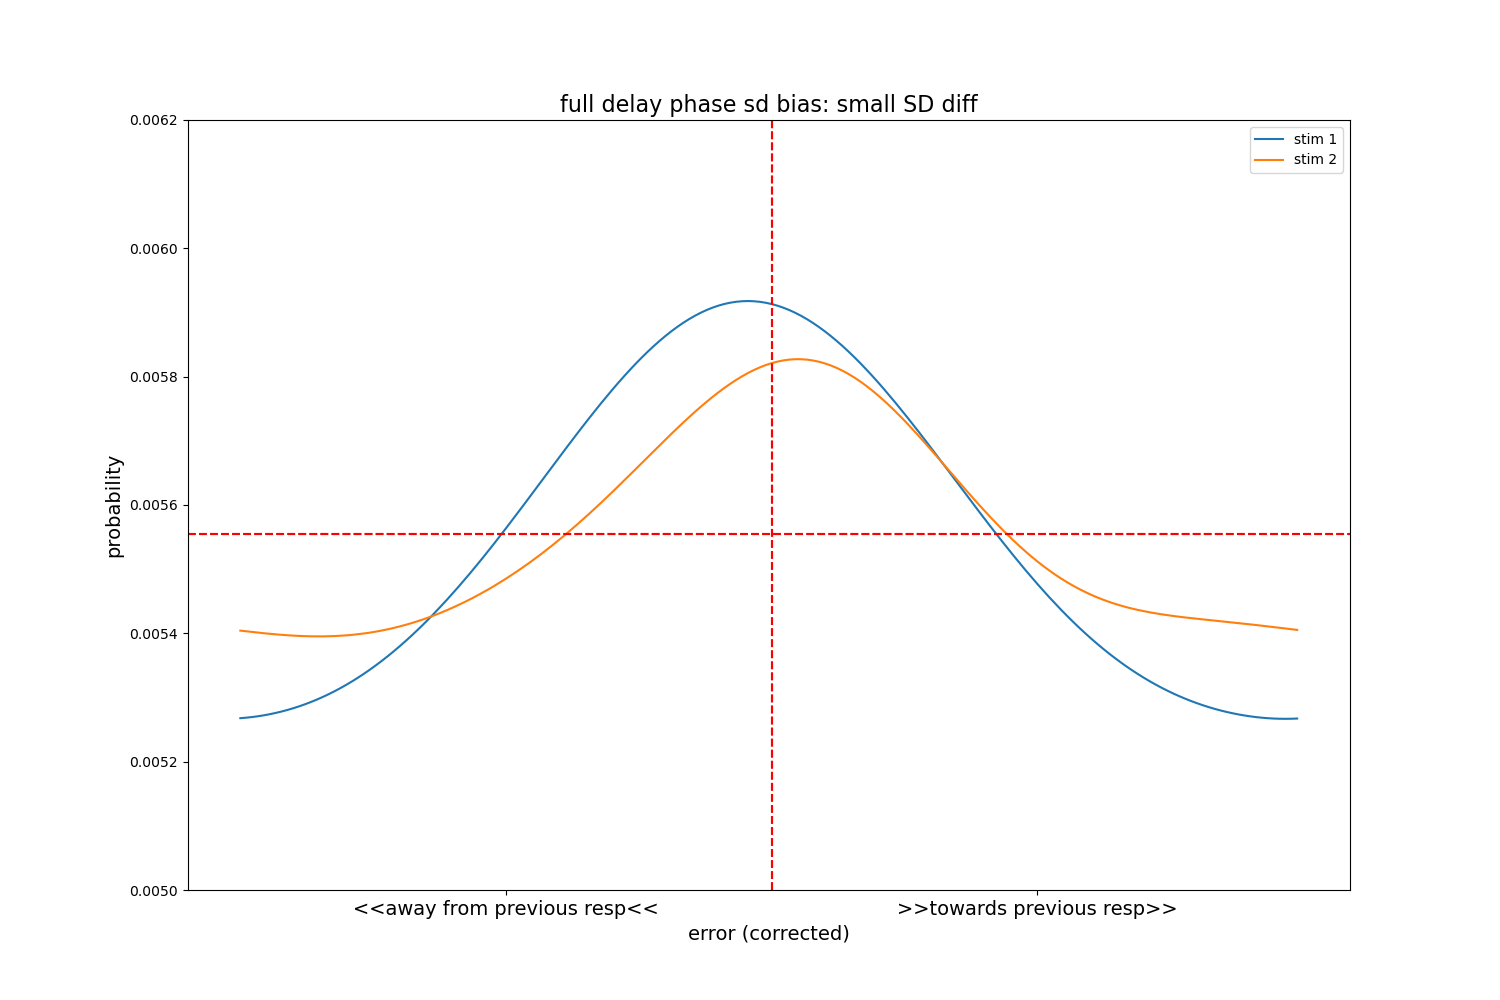 full delay phase sd bias: small SD diff
stim 1
stim 2
0.0062
0.0060
0.0058
0.0056
0.0054
0.0052
0.0050
probability
<<away from previous resp<<
>>towards previous resp>>
error (corrected)